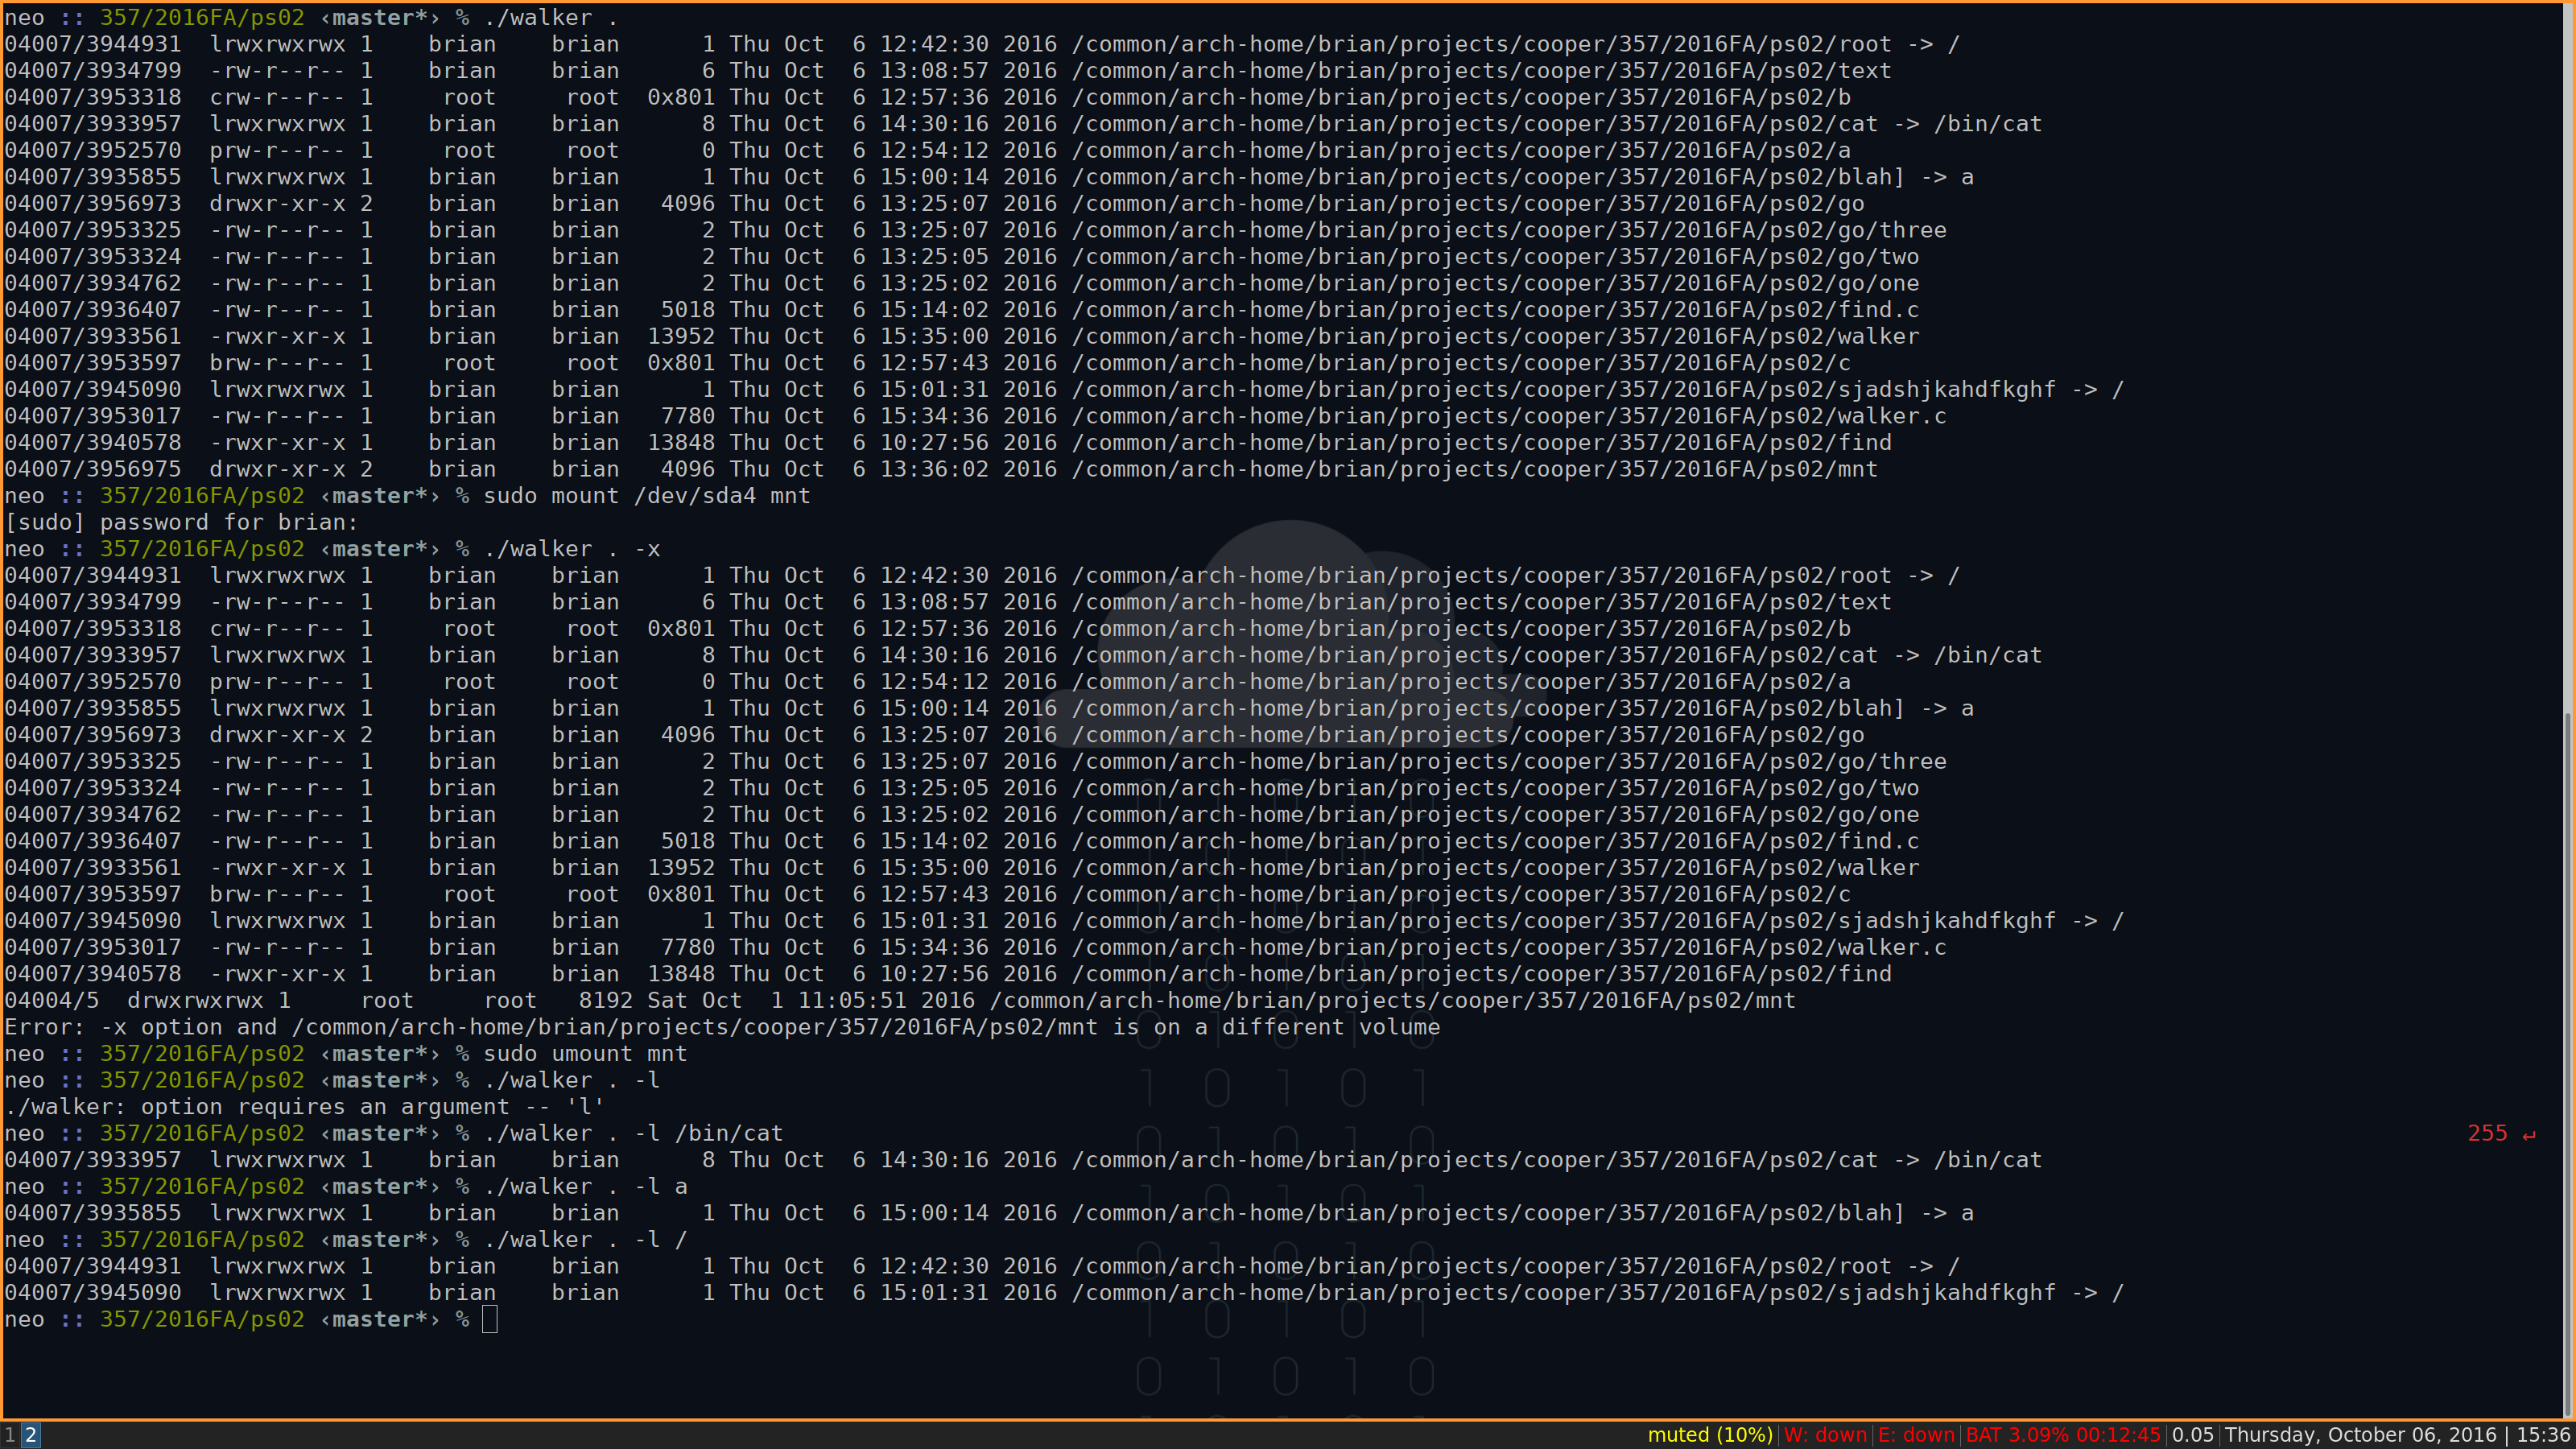 neo :: 357/2016FA/ps02 ‹master*› % ./walker .
04007/3944931  lrwxrwxrwx 1    brian    brian      1 Thu Oct  6 12:42:30 2016 /common/arch-home/brian/projects/cooper/357/2016FA/ps02/root -> /
04007/3934799  -rw-r--r-- 1    brian    brian      6 Thu Oct  6 13:08:57 2016 /common/arch-home/brian/projects/cooper/357/2016FA/ps02/text
04007/3953318  crw-r--r-- 1     root     root  0x801 Thu Oct  6 12:57:36 2016 /common/arch-home/brian/projects/cooper/357/2016FA/ps02/b
04007/3933957  lrwxrwxrwx 1    brian    brian      8 Thu Oct  6 14:30:16 2016 /common/arch-home/brian/projects/cooper/357/2016FA/ps02/cat -> /bin/cat
04007/3952570  prw-r--r-- 1     root     root      0 Thu Oct  6 12:54:12 2016 /common/arch-home/brian/projects/cooper/357/2016FA/ps02/a
04007/3935855  lrwxrwxrwx 1    brian    brian      1 Thu Oct  6 15:00:14 2016 /common/arch-home/brian/projects/cooper/357/2016FA/ps02/blah] -> a
04007/3956973  drwxr-xr-x 2    brian    brian   4096 Thu Oct  6 13:25:07 2016 /common/arch-home/brian/projects/cooper/357/2016FA/ps02/go
04007/3953325  -rw-r--r-- 1    brian    brian      2 Thu Oct  6 13:25:07 2016 /common/arch-home/brian/projects/cooper/357/2016FA/ps02/go/three
04007/3953324  -rw-r--r-- 1    brian    brian      2 Thu Oct  6 13:25:05 2016 /common/arch-home/brian/projects/cooper/357/2016FA/ps02/go/two
04007/3934762  -rw-r--r-- 1    brian    brian      2 Thu Oct  6 13:25:02 2016 /common/arch-home/brian/projects/cooper/357/2016FA/ps02/go/one
04007/3936407  -rw-r--r-- 1    brian    brian   5018 Thu Oct  6 15:14:02 2016 /common/arch-home/brian/projects/cooper/357/2016FA/ps02/find.c
04007/3933561  -rwxr-xr-x 1    brian    brian  13952 Thu Oct  6 15:35:00 2016 /common/arch-home/brian/projects/cooper/357/2016FA/ps02/walker
04007/3953597  brw-r--r-- 1     root     root  0x801 Thu Oct  6 12:57:43 2016 /common/arch-home/brian/projects/cooper/357/2016FA/ps02/c
04007/3945090  lrwxrwxrwx 1    brian    brian      1 Thu Oct  6 15:01:31 2016 /common/arch-home/brian/projects/cooper/357/2016FA/ps02/sjadshjkahdfkghf -> /
04007/3953017  -rw-r--r-- 1    brian    brian   7780 Thu Oct  6 15:34:36 2016 /common/arch-home/brian/projects/cooper/357/2016FA/ps02/walker.c
04007/3940578  -rwxr-xr-x 1    brian    brian  13848 Thu Oct  6 10:27:56 2016 /common/arch-home/brian/projects/cooper/357/2016FA/ps02/find
04007/3956975  drwxr-xr-x 2    brian    brian   4096 Thu Oct  6 13:36:02 2016 /common/arch-home/brian/projects/cooper/357/2016FA/ps02/mnt
neo :: 357/2016FA/ps02 ‹master*› % sudo mount /dev/sda4 mnt
[sudo] password for brian:
neo :: 357/2016FA/ps02 ‹master*› % ./walker . -x
04007/3944931  lrwxrwxrwx 1    brian    brian      1 Thu Oct  6 12:42:30 2016 /common/arch-home/brian/projects/cooper/357/2016FA/ps02/root -> /
04007/3934799  -rw-r--r-- 1    brian    brian      6 Thu Oct  6 13:08:57 2016 /common/arch-home/brian/projects/cooper/357/2016FA/ps02/text
04007/3953318  crw-r--r-- 1     root     root  0x801 Thu Oct  6 12:57:36 2016 /common/arch-home/brian/projects/cooper/357/2016FA/ps02/b
04007/3933957  lrwxrwxrwx 1    brian    brian      8 Thu Oct  6 14:30:16 2016 /common/arch-home/brian/projects/cooper/357/2016FA/ps02/cat -> /bin/cat
04007/3952570  prw-r--r-- 1     root     root      0 Thu Oct  6 12:54:12 2016 /common/arch-home/brian/projects/cooper/357/2016FA/ps02/a
04007/3935855  lrwxrwxrwx 1    brian    brian      1 Thu Oct  6 15:00:14 2016 /common/arch-home/brian/projects/cooper/357/2016FA/ps02/blah] -> a
04007/3956973  drwxr-xr-x 2    brian    brian   4096 Thu Oct  6 13:25:07 2016 /common/arch-home/brian/projects/cooper/357/2016FA/ps02/go
04007/3953325  -rw-r--r-- 1    brian    brian      2 Thu Oct  6 13:25:07 2016 /common/arch-home/brian/projects/cooper/357/2016FA/ps02/go/three
04007/3953324  -rw-r--r-- 1    brian    brian      2 Thu Oct  6 13:25:05 2016 /common/arch-home/brian/projects/cooper/357/2016FA/ps02/go/two
04007/3934762  -rw-r--r-- 1    brian    brian      2 Thu Oct  6 13:25:02 2016 /common/arch-home/brian/projects/cooper/357/2016FA/ps02/go/one
04007/3936407  -rw-r--r-- 1    brian    brian   5018 Thu Oct  6 15:14:02 2016 /common/arch-home/brian/projects/cooper/357/2016FA/ps02/find.c
04007/3933561  -rwxr-xr-x 1    brian    brian  13952 Thu Oct  6 15:35:00 2016 /common/arch-home/brian/projects/cooper/357/2016FA/ps02/walker
04007/3953597  brw-r--r-- 1     root     root  0x801 Thu Oct  6 12:57:43 2016 /common/arch-home/brian/projects/cooper/357/2016FA/ps02/c
04007/3945090  lrwxrwxrwx 1    brian    brian      1 Thu Oct  6 15:01:31 2016 /common/arch-home/brian/projects/cooper/357/2016FA/ps02/sjadshjkahdfkghf -> /
04007/3953017  -rw-r--r-- 1    brian    brian   7780 Thu Oct  6 15:34:36 2016 /common/arch-home/brian/projects/cooper/357/2016FA/ps02/walker.c
04007/3940578  -rwxr-xr-x 1    brian    brian  13848 Thu Oct  6 10:27:56 2016 /common/arch-home/brian/projects/cooper/357/2016FA/ps02/find
04004/5  drwxrwxrwx 1     root     root   8192 Sat Oct  1 11:05:51 2016 /common/arch-home/brian/projects/cooper/357/2016FA/ps02/mnt
Error: -x option and /common/arch-home/brian/projects/cooper/357/2016FA/ps02/mnt is on a different volume
neo :: 357/2016FA/ps02 ‹master*› % sudo umount mnt
neo :: 357/2016FA/ps02 ‹master*› % ./walker . -l
./walker: option requires an argument -- 'l'
neo :: 357/2016FA/ps02 ‹master*› % ./walker . -l /bin/cat 255 ↵
04007/3933957  lrwxrwxrwx 1    brian    brian      8 Thu Oct  6 14:30:16 2016 /common/arch-home/brian/projects/cooper/357/2016FA/ps02/cat -> /bin/cat
neo :: 357/2016FA/ps02 ‹master*› % ./walker . -l a
04007/3935855  lrwxrwxrwx 1    brian    brian      1 Thu Oct  6 15:00:14 2016 /common/arch-home/brian/projects/cooper/357/2016FA/ps02/blah] -> a
neo :: 357/2016FA/ps02 ‹master*› % ./walker . -l /
04007/3944931  lrwxrwxrwx 1    brian    brian      1 Thu Oct  6 12:42:30 2016 /common/arch-home/brian/projects/cooper/357/2016FA/ps02/root -> /
04007/3945090  lrwxrwxrwx 1    brian    brian      1 Thu Oct  6 15:01:31 2016 /common/arch-home/brian/projects/cooper/357/2016FA/ps02/sjadshjkahdfkghf -> /
neo :: 357/2016FA/ps02 ‹master*› %
1 2 muted (10%) | W: down | E: down | BAT 3.09% 00:12:45 | 0.05 | Thursday, October 06, 2016 | 15:36